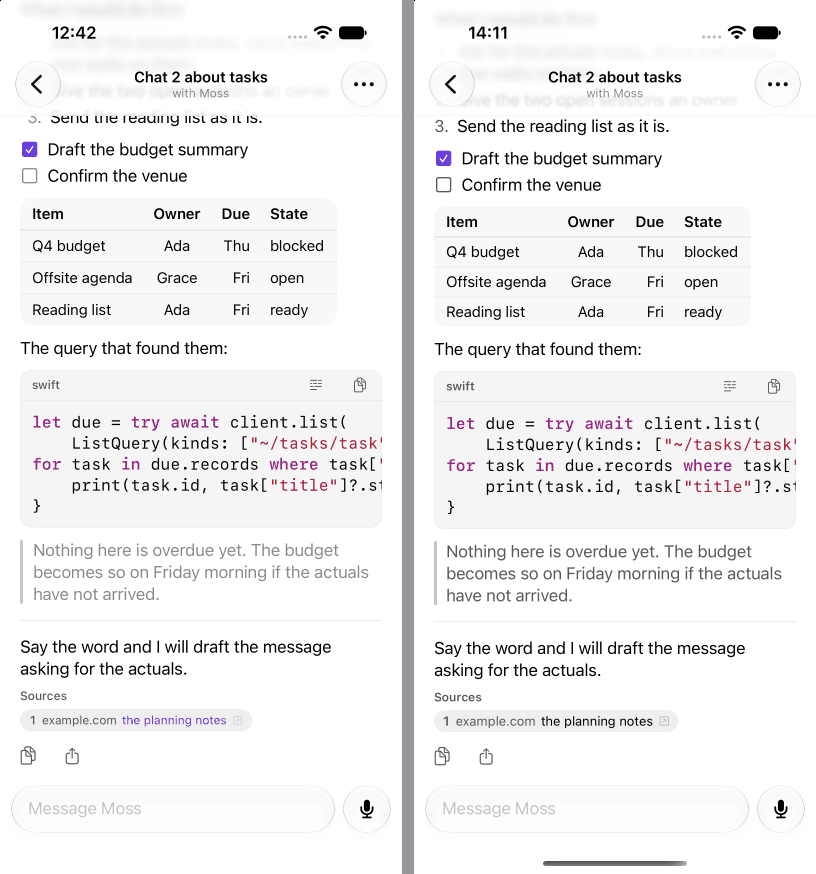 12:42
Chat 2 about tasks
with Moss
3. Send the reading list as it is.
Draft the budget summary
Confirm the venue
Item Owner Due State
Q4 budget Ada Thu blocked
Offsite agenda Grace Fri open
Reading list Ada Fri ready
The query that found them:
swift
let due = try await client.list(
ListQuery(kinds: ["~/tasks/task"
for task in due.records where task["
print(task.id, task["title"]?.st
}
Nothing here is overdue yet. The budget
becomes so on Friday morning if the actuals
have not arrived.
Say the word and I will draft the message
asking for the actuals.
Sources
1 example.com the planning notes
Message Moss
14:11
Chat 2 about tasks
with Moss
3. Send the reading list as it is.
Draft the budget summary
Confirm the venue
Item Owner Due State
Q4 budget Ada Thu blocked
Offsite agenda Grace Fri open
Reading list Ada Fri ready
The query that found them:
swift
let due = try await client.list(
ListQuery(kinds: ["~/tasks/task"
for task in due.records where task["
print(task.id, task["title"]?.st
}
Nothing here is overdue yet. The budget
becomes so on Friday morning if the actuals
have not arrived.
Say the word and I will draft the message
asking for the actuals.
Sources
1 example.com the planning notes
Message Moss